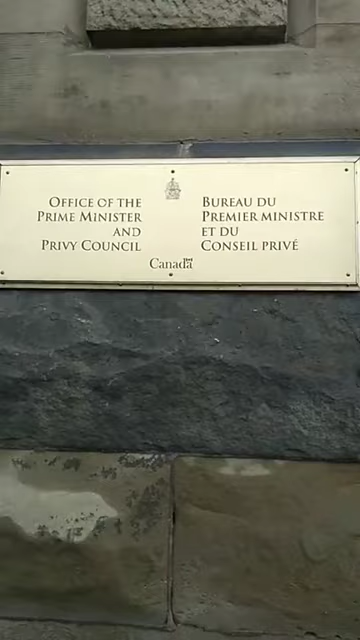 OFFICE OF THE
PRIME MINISTER
AND
PRIVY COUNCIL
BUREAU DU
PREMIER MINISTRE
ET DU
CONSEIL PRIVÉ
Canada